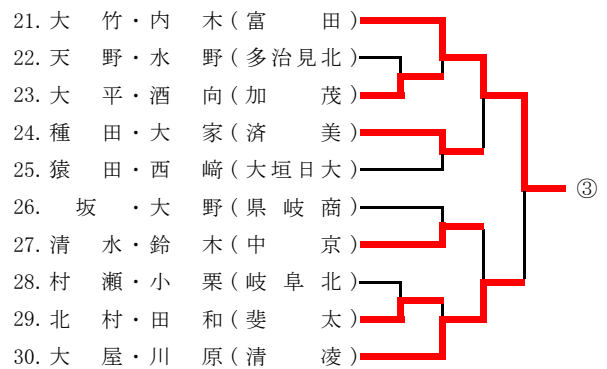 21. 大　竹・内　木(富　　田)
22. 天　野・水　野(多治見北)
23. 大　平・酒　向(加　　茂)
24. 種　田・大　家(済　　美)
25. 猿　田・西　﨑(大垣日大)
③
26. 　坂　・大　野(県 岐 商)
27. 清　水・鈴　木(中　　京)
28. 村　瀬・小　栗(岐 阜 北)
29. 北　村・田　和(斐　　太)
30. 大　屋・川　原(清　　凌)